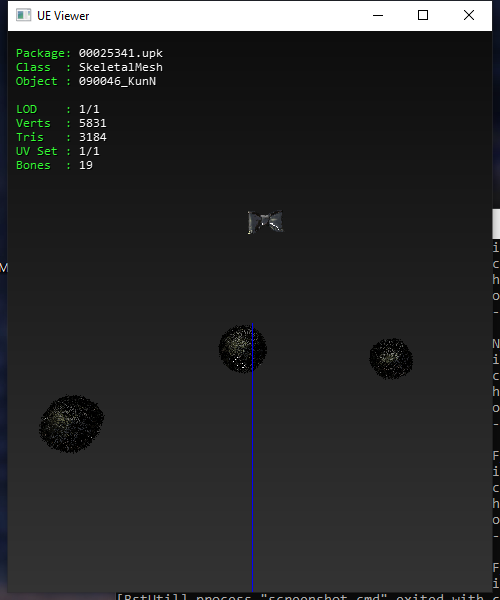 UE Viewer
Package: 00025341.upk
Class  : SkeletalMesh
Object : 090046_KunN
LOD    : 1/1
Verts  : 5831
Tris   : 3184
UV Set : 1/1
Bones  : 19
M
i
c
h
o
-
N
i
c
h
o
-
F
i
c
h
o
-
F
i
[BstUtil] process "screenshot.cmd" exited with c